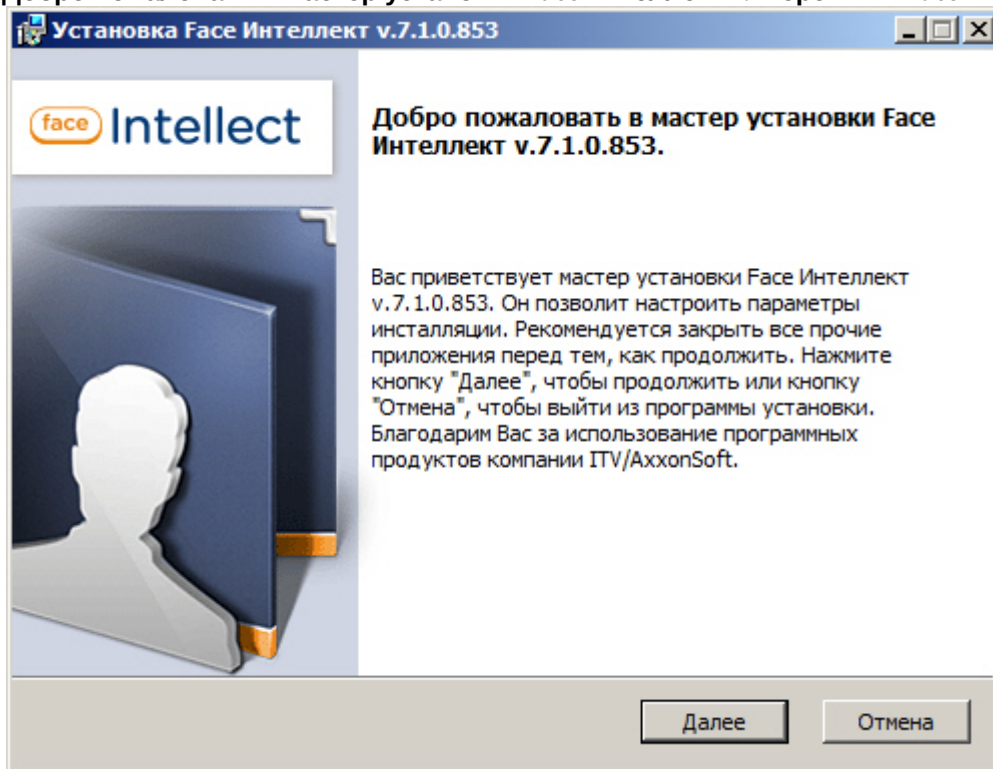 Установка Face Интеллект v.7.1.0.853
face Intellect
Добро пожаловать в мастер установки Face
Интеллект v.7.1.0.853.
Вас приветствует мастер установки Face Интеллект
v.7.1.0.853. Он позволит настроить параметры
инсталляции. Рекомендуется закрыть все прочие
приложения перед тем, как продолжить. Нажмите
кнопку "Далее", чтобы продолжить или кнопку
"Отмена", чтобы выйти из программы установки.
Благодарим Вас за использование программных
продуктов компании ITV/AxxonSoft.
Далее
Отмена